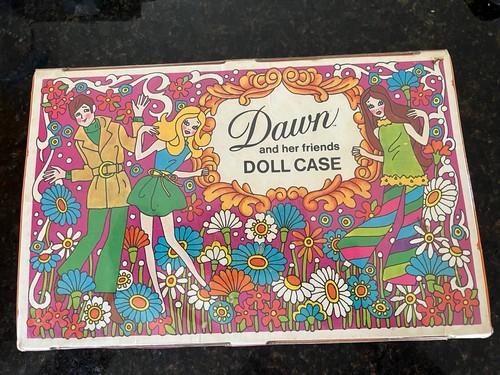 Dawn
and her friends
DOLL CASE